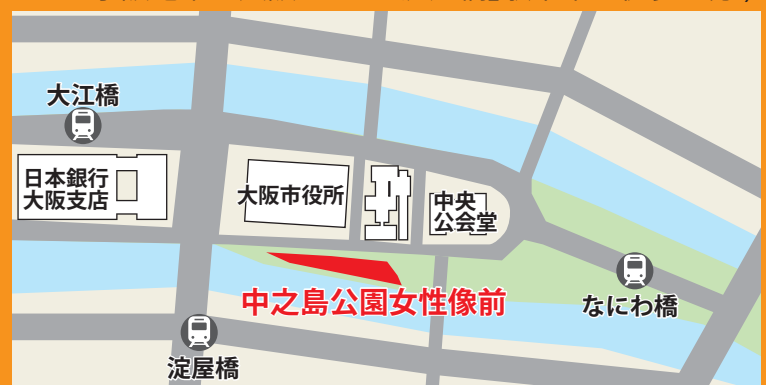 大江橋
日本銀行
大阪支店
大阪市役所
中央
公会堂
中之島公園女性像前
なにわ橋
淀屋橋